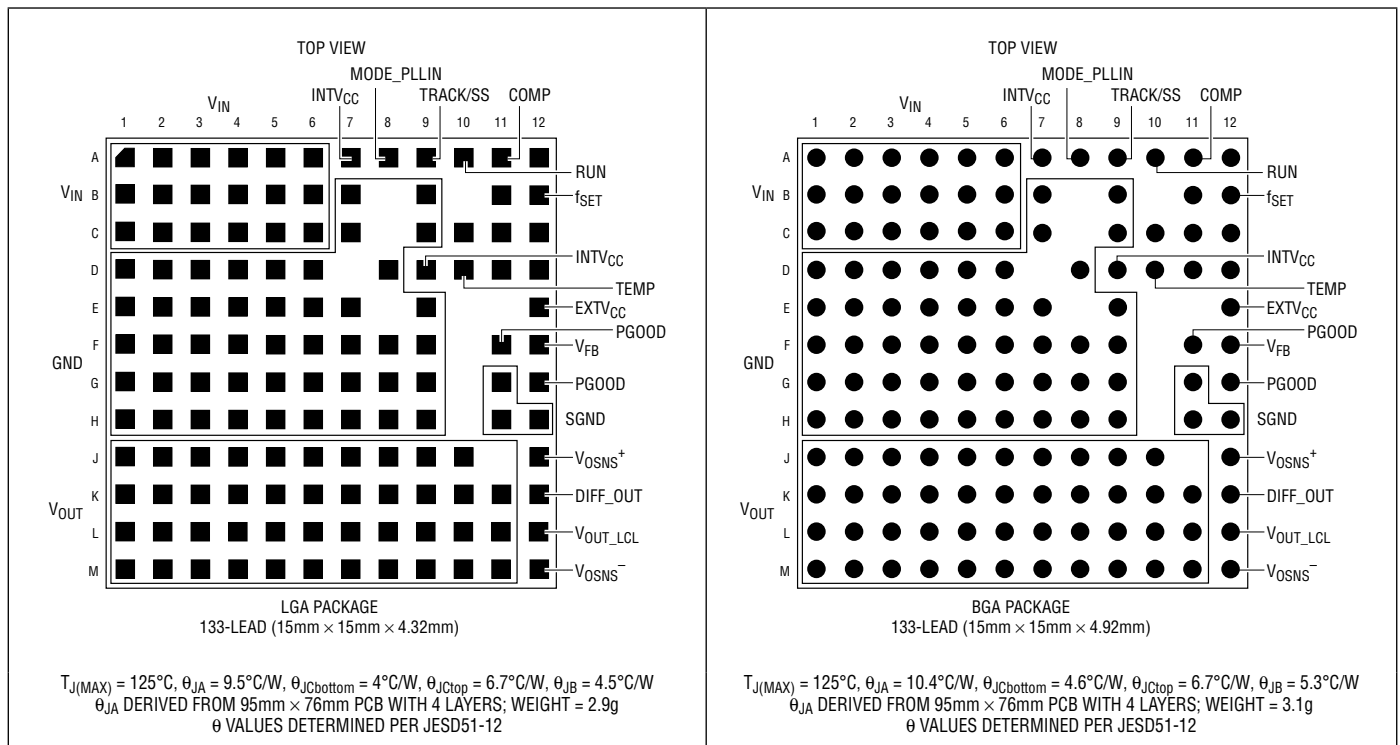 TOP VIEW
MODE_PLLIN
VIN
INTVCC
TRACK/SS
COMP
1 2 3 4 5 6 7 8 9 10 11 12
A
RUN
VIN B
fSET
C
D
INTVCC
TEMP
E
EXTVCC
PGOOD
F
VFB
GND
G
PGOOD
H
SGND
J
VOSNS+
K
DIFF_OUT
VOUT
L
VOUT_LCL
M
VOSNS–
LGA PACKAGE
133-LEAD (15mm × 15mm × 4.32mm)
TJ(MAX) = 125°C, θJA = 9.5°C/W, θJCbottom = 4°C/W, θJCtop = 6.7°C/W, θJB = 4.5°C/W
θJA DERIVED FROM 95mm × 76mm PCB WITH 4 LAYERS; WEIGHT = 2.9g
θ VALUES DETERMINED PER JESD51-12
TOP VIEW
MODE_PLLIN
VIN
INTVCC
TRACK/SS
COMP
1 2 3 4 5 6 7 8 9 10 11 12
A
RUN
VIN B
fSET
C
D
INTVCC
TEMP
E
EXTVCC
PGOOD
F
VFB
GND
G
PGOOD
H
SGND
J
VOSNS+
K
DIFF_OUT
VOUT
L
VOUT_LCL
M
VOSNS–
BGA PACKAGE
133-LEAD (15mm × 15mm × 4.92mm)
TJ(MAX) = 125°C, θJA = 10.4°C/W, θJCbottom = 4.6°C/W, θJCtop = 6.7°C/W, θJB = 5.3°C/W
θJA DERIVED FROM 95mm × 76mm PCB WITH 4 LAYERS; WEIGHT = 3.1g
θ VALUES DETERMINED PER JESD51-12